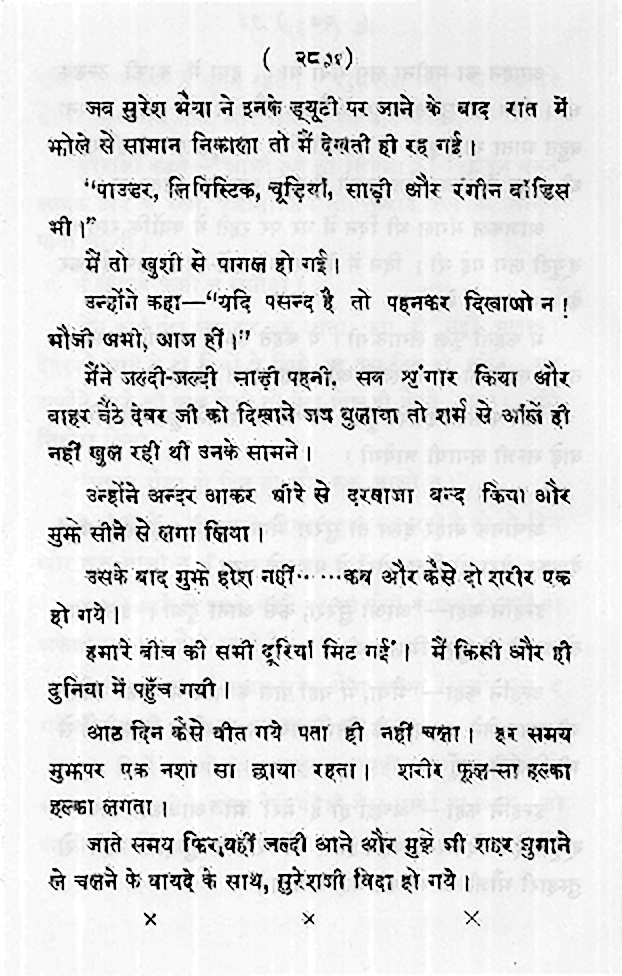 ( २८ )
जब सुरेश भैया ने इनके ड्यूटी पर जाने के बाद रात में
झोले से सामान निकाला तो मैं देखती ही रह गई।
“पाउडर, लिपिस्टिक, चूड़ियाँ, साड़ी और रंगीन बॉडिस
भी।”
मैं तो खुशी से पागल हो गई।
उन्होंने कहा—“यदि पसन्द है तो पहनकर दिखाओ न !
भौजी अभी, आज हीं।”
मैंने जल्दी-जल्दी साड़ी पहनी, सब श्रृंगार किया और
बाहर बैठे देवर जी को दिखाने जब बुलाया तो शर्म से आँखें ही
नहीं खुल रही थीं उनके सामने।
उन्होंने अन्दर आकर धीरे से दरवाजा बन्द किया और
मुझे सीने से लगा लिया।
उसके बाद मुझे होश नहीं...... कब और कैसे दो शरीर एक
हो गये।
हमारे बीच की सभी दूरियाँ मिट गईं। मैं किसी और ही
दुनिया में पहुँच गयी।
आठ दिन कैसे बीत गये पता ही नहीं चला। हर समय
मुझपर एक नशा सा छाया रहता। शरीर फूल-सा हल्का
हल्का लगता।
जाते समय फिर वहीं जल्दी आने और मुझे भी शहर घुमाने
ले चलने के वायदे के साथ, सुरेशजी विदा हो गये।
× × ×